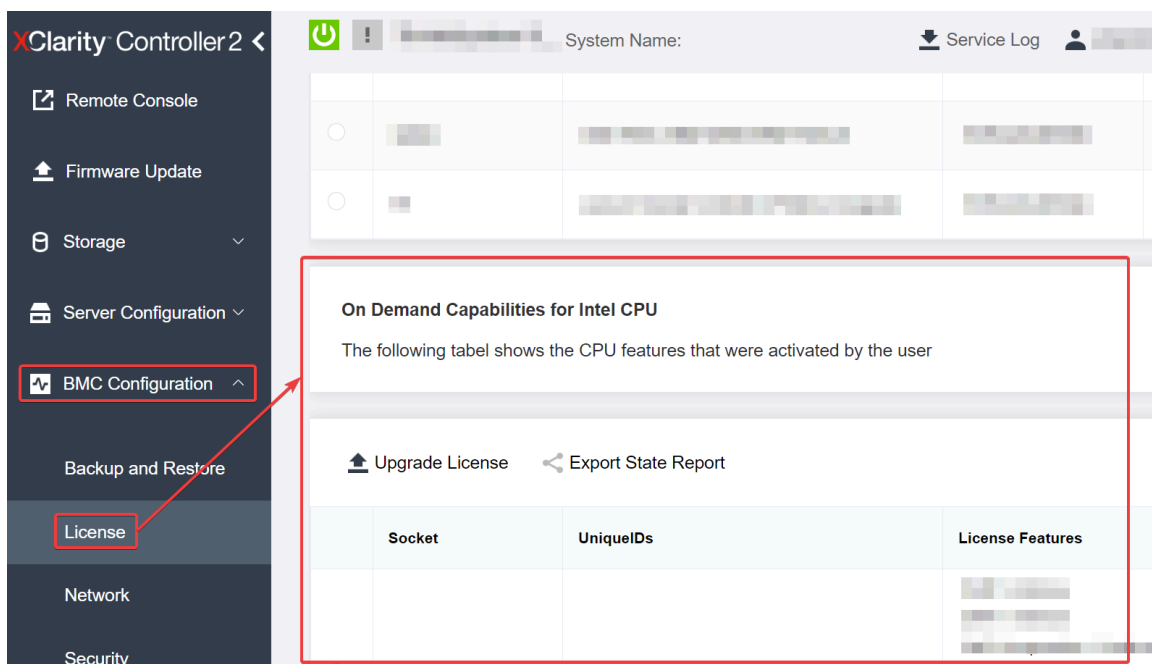 XClarity Controller 2
Remote Console
Firmware Update
Storage
Server Configuration
BMC Configuration
Backup and Restore
License
Network
Security
System Name:
Service Log
On Demand Capabilities for Intel CPU
The following tabel shows the CPU features that were activated by the user
Upgrade License
Export State Report
Socket
UniqueIDs
License Features